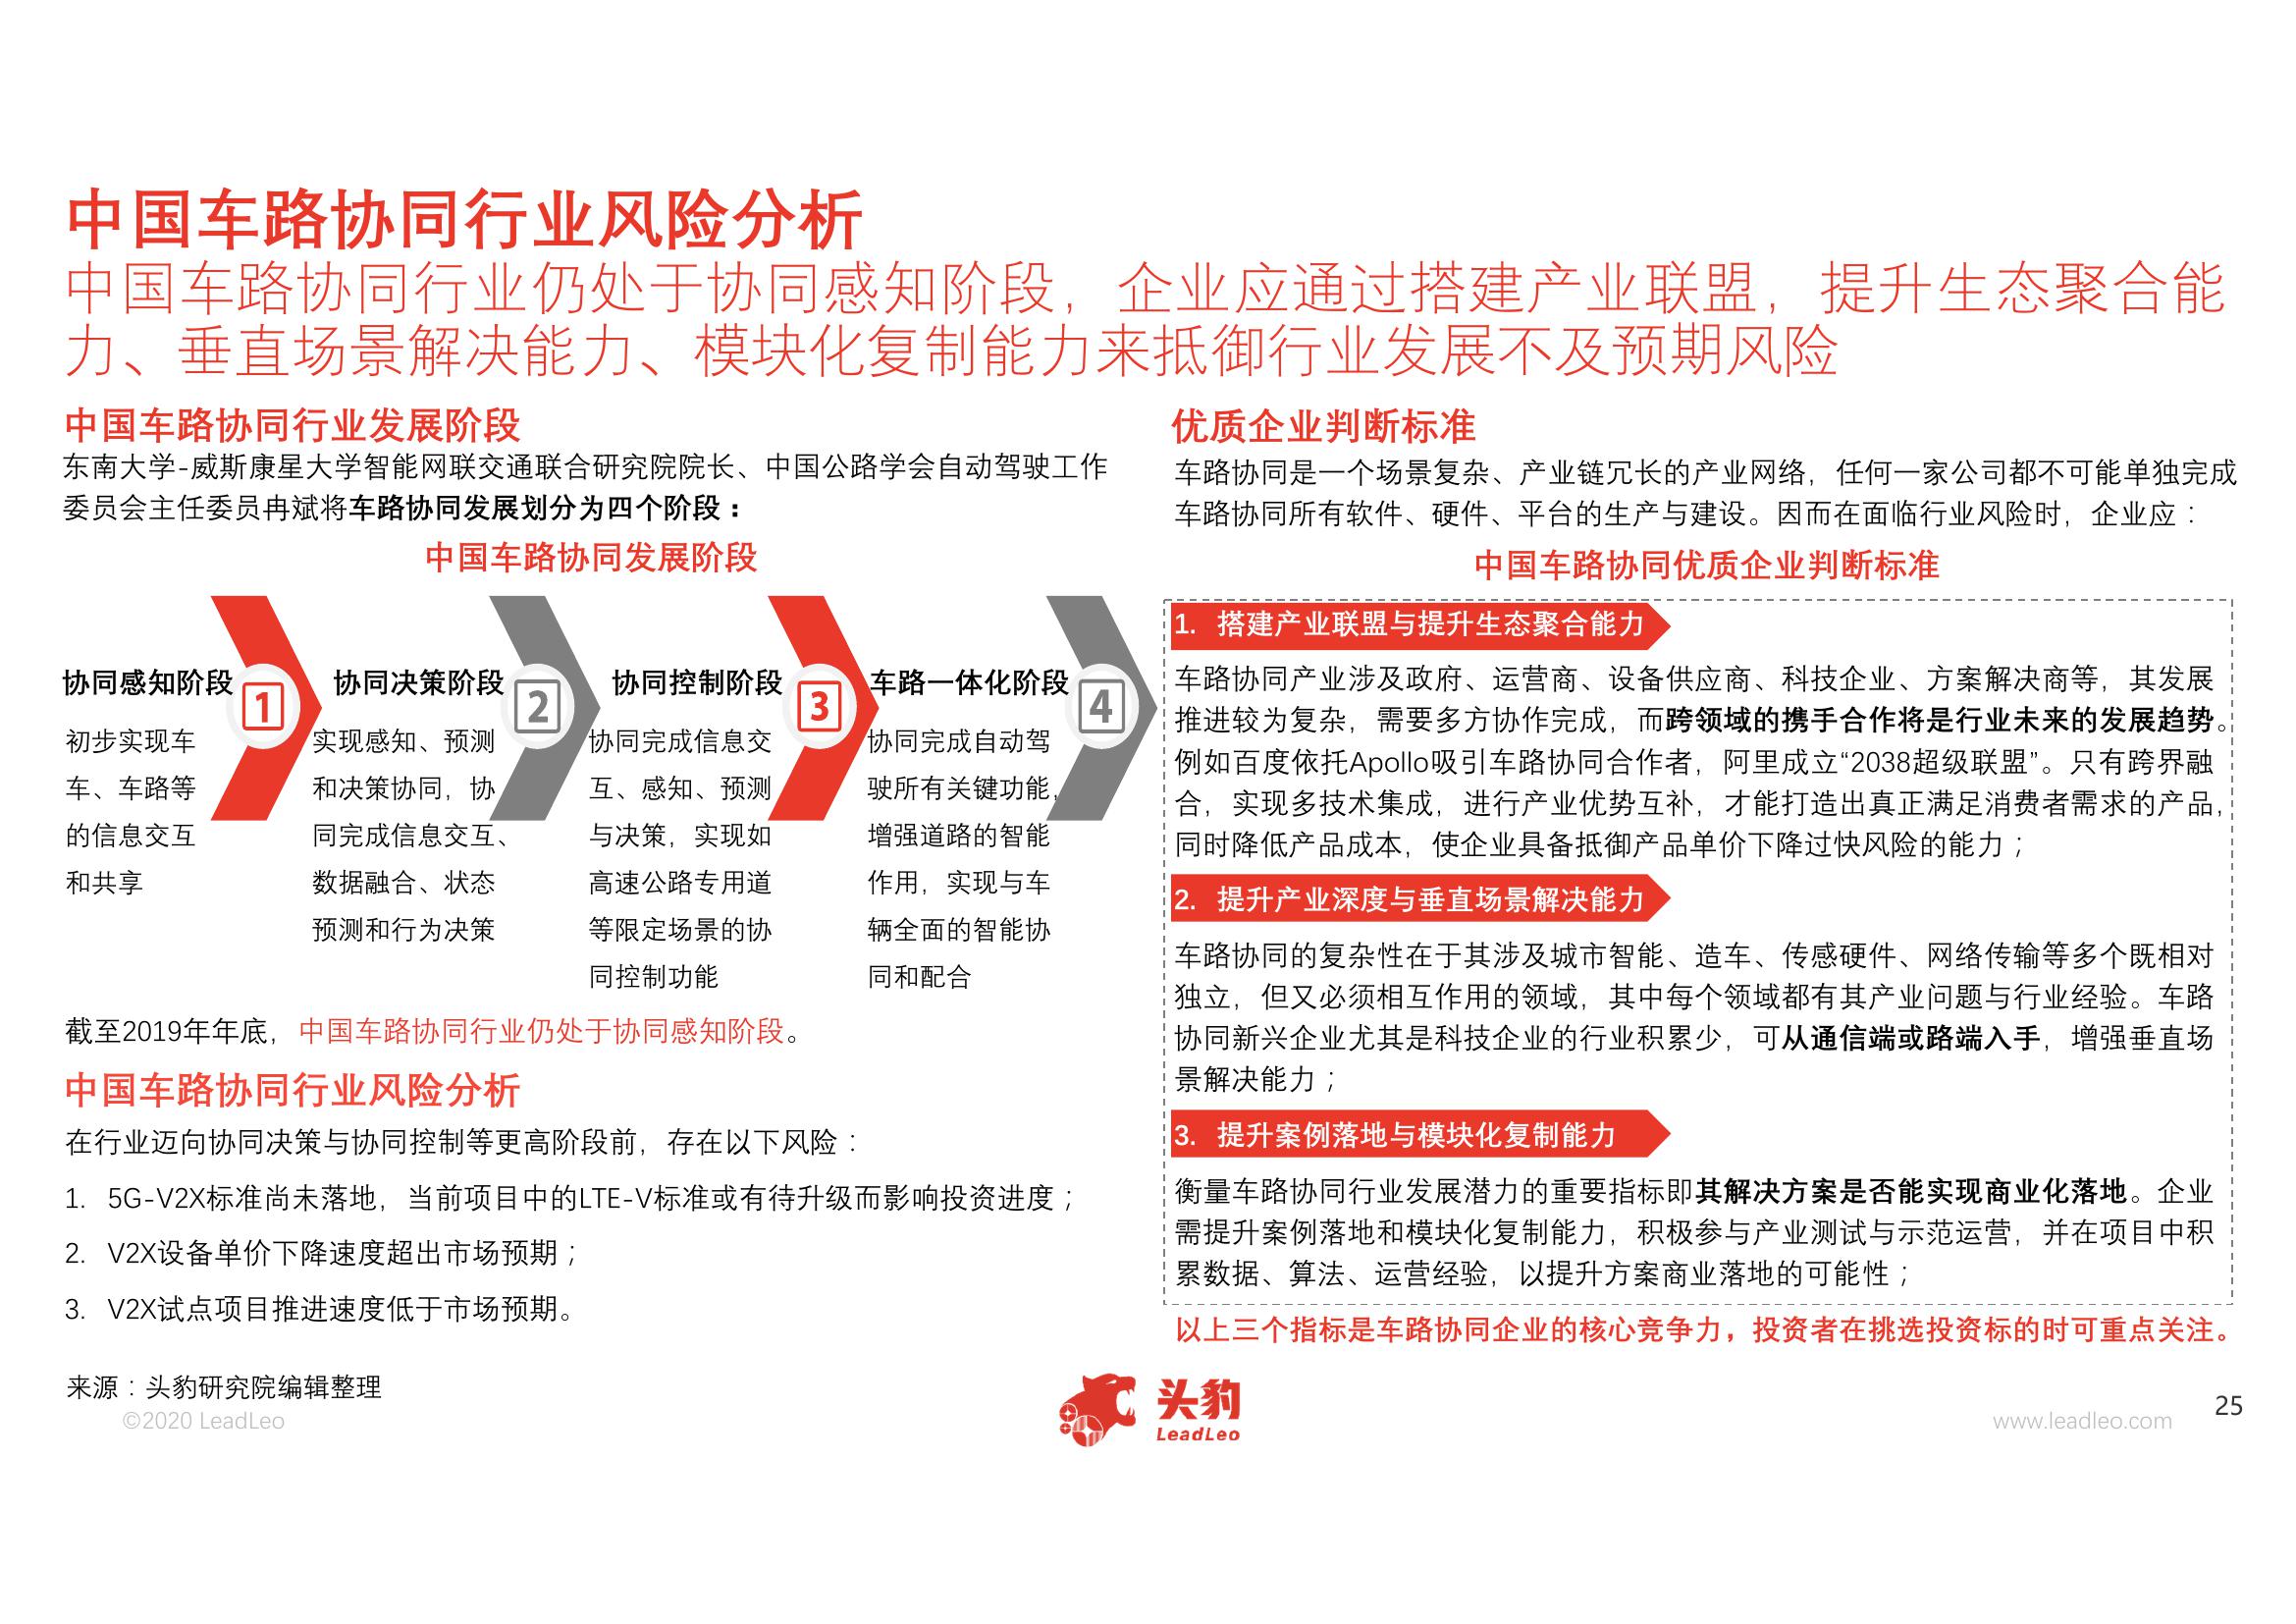 中国车路协同行业风险分析
中国车路协同行业仍处于协同感知阶段，企业应通过搭建产业联盟，提升生态聚合能
力、垂直场景解决能力、模块化复制能力来抵御行业发展不及预期风险
中国车路协同行业发展阶段
东南大学-威斯康星大学智能网联交通联合研究院院长、中国公路学会自动驾驶工作
委员会主任委员冉斌将车路协同发展划分为四个阶段：
中国车路协同发展阶段
协同感知阶段
1
初步实现车
车、车路等
的信息交互
和共享
协同决策阶段
2
实现感知、预测
和决策协同，协
同完成信息交互、
数据融合、状态
预测和行为决策
协同控制阶段
3
协同完成信息交
互、感知、预测
与决策，实现如
高速公路专用道
等限定场景的协
同控制功能
车路一体化阶段
4
协同完成自动驾
驶所有关键功能，
增强道路的智能
作用，实现与车
辆全面的智能协
同和配合
截至2019年年底，中国车路协同行业仍处于协同感知阶段。
中国车路协同行业风险分析
在行业迈向协同决策与协同控制等更高阶段前，存在以下风险：
1. 5G-V2X标准尚未落地，当前项目中的LTE-V标准或有待升级而影响投资进度；
2. V2X设备单价下降速度超出市场预期；
3. V2X试点项目推进速度低于市场预期。
优质企业判断标准
车路协同是一个场景复杂、产业链冗长的产业网络，任何一家公司都不可能单独完成
车路协同所有软件、硬件、平台的生产与建设。因而在面临行业风险时，企业应：
中国车路协同优质企业判断标准
1. 搭建产业联盟与提升生态聚合能力
车路协同产业涉及政府、运营商、设备供应商、科技企业、方案解决商等，其发展
推进较为复杂，需要多方协作完成，而跨领域的携手合作将是行业未来的发展趋势。
例如百度依托Apollo吸引车路协同合作者，阿里成立“2038超级联盟”。只有跨界融
合，实现多技术集成，进行产业优势互补，才能打造出真正满足消费者需求的产品，
同时降低产品成本，使企业具备抵御产品单价下降过快风险的能力；
2. 提升产业深度与垂直场景解决能力
车路协同的复杂性在于其涉及城市智能、造车、传感硬件、网络传输等多个既相对
独立，但又必须相互作用的领域，其中每个领域都有其产业问题与行业经验。车路
协同新兴企业尤其是科技企业的行业积累少，可从通信端或路端入手，增强垂直场
景解决能力；
3. 提升案例落地与模块化复制能力
衡量车路协同行业发展潜力的重要指标即其解决方案是否能实现商业化落地。企业
需提升案例落地和模块化复制能力，积极参与产业测试与示范运营，并在项目中积
累数据、算法、运营经验，以提升方案商业落地的可能性；
以上三个指标是车路协同企业的核心竞争力，投资者在挑选投资标的时可重点关注。
来源：头豹研究院编辑整理
©2020 LeadLeo
头豹
LeadLeo
www.leadleo.com
25